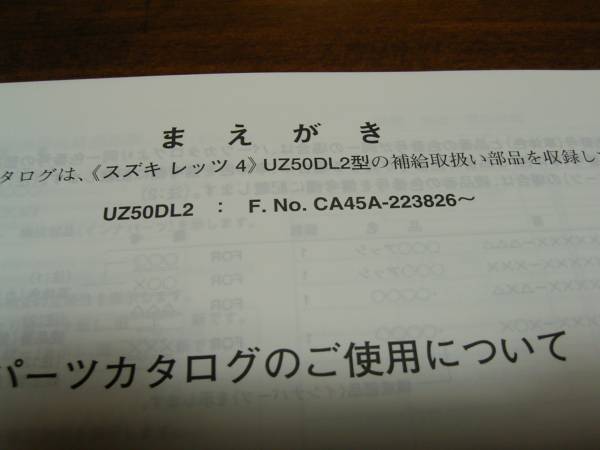 まえがき
タログは、《スズキ レッツ 4》UZ50DL2型の補給取扱い部品を収録し
UZ50DL2 : F. No. CA45A-223826～
パーツカタログのご使用について